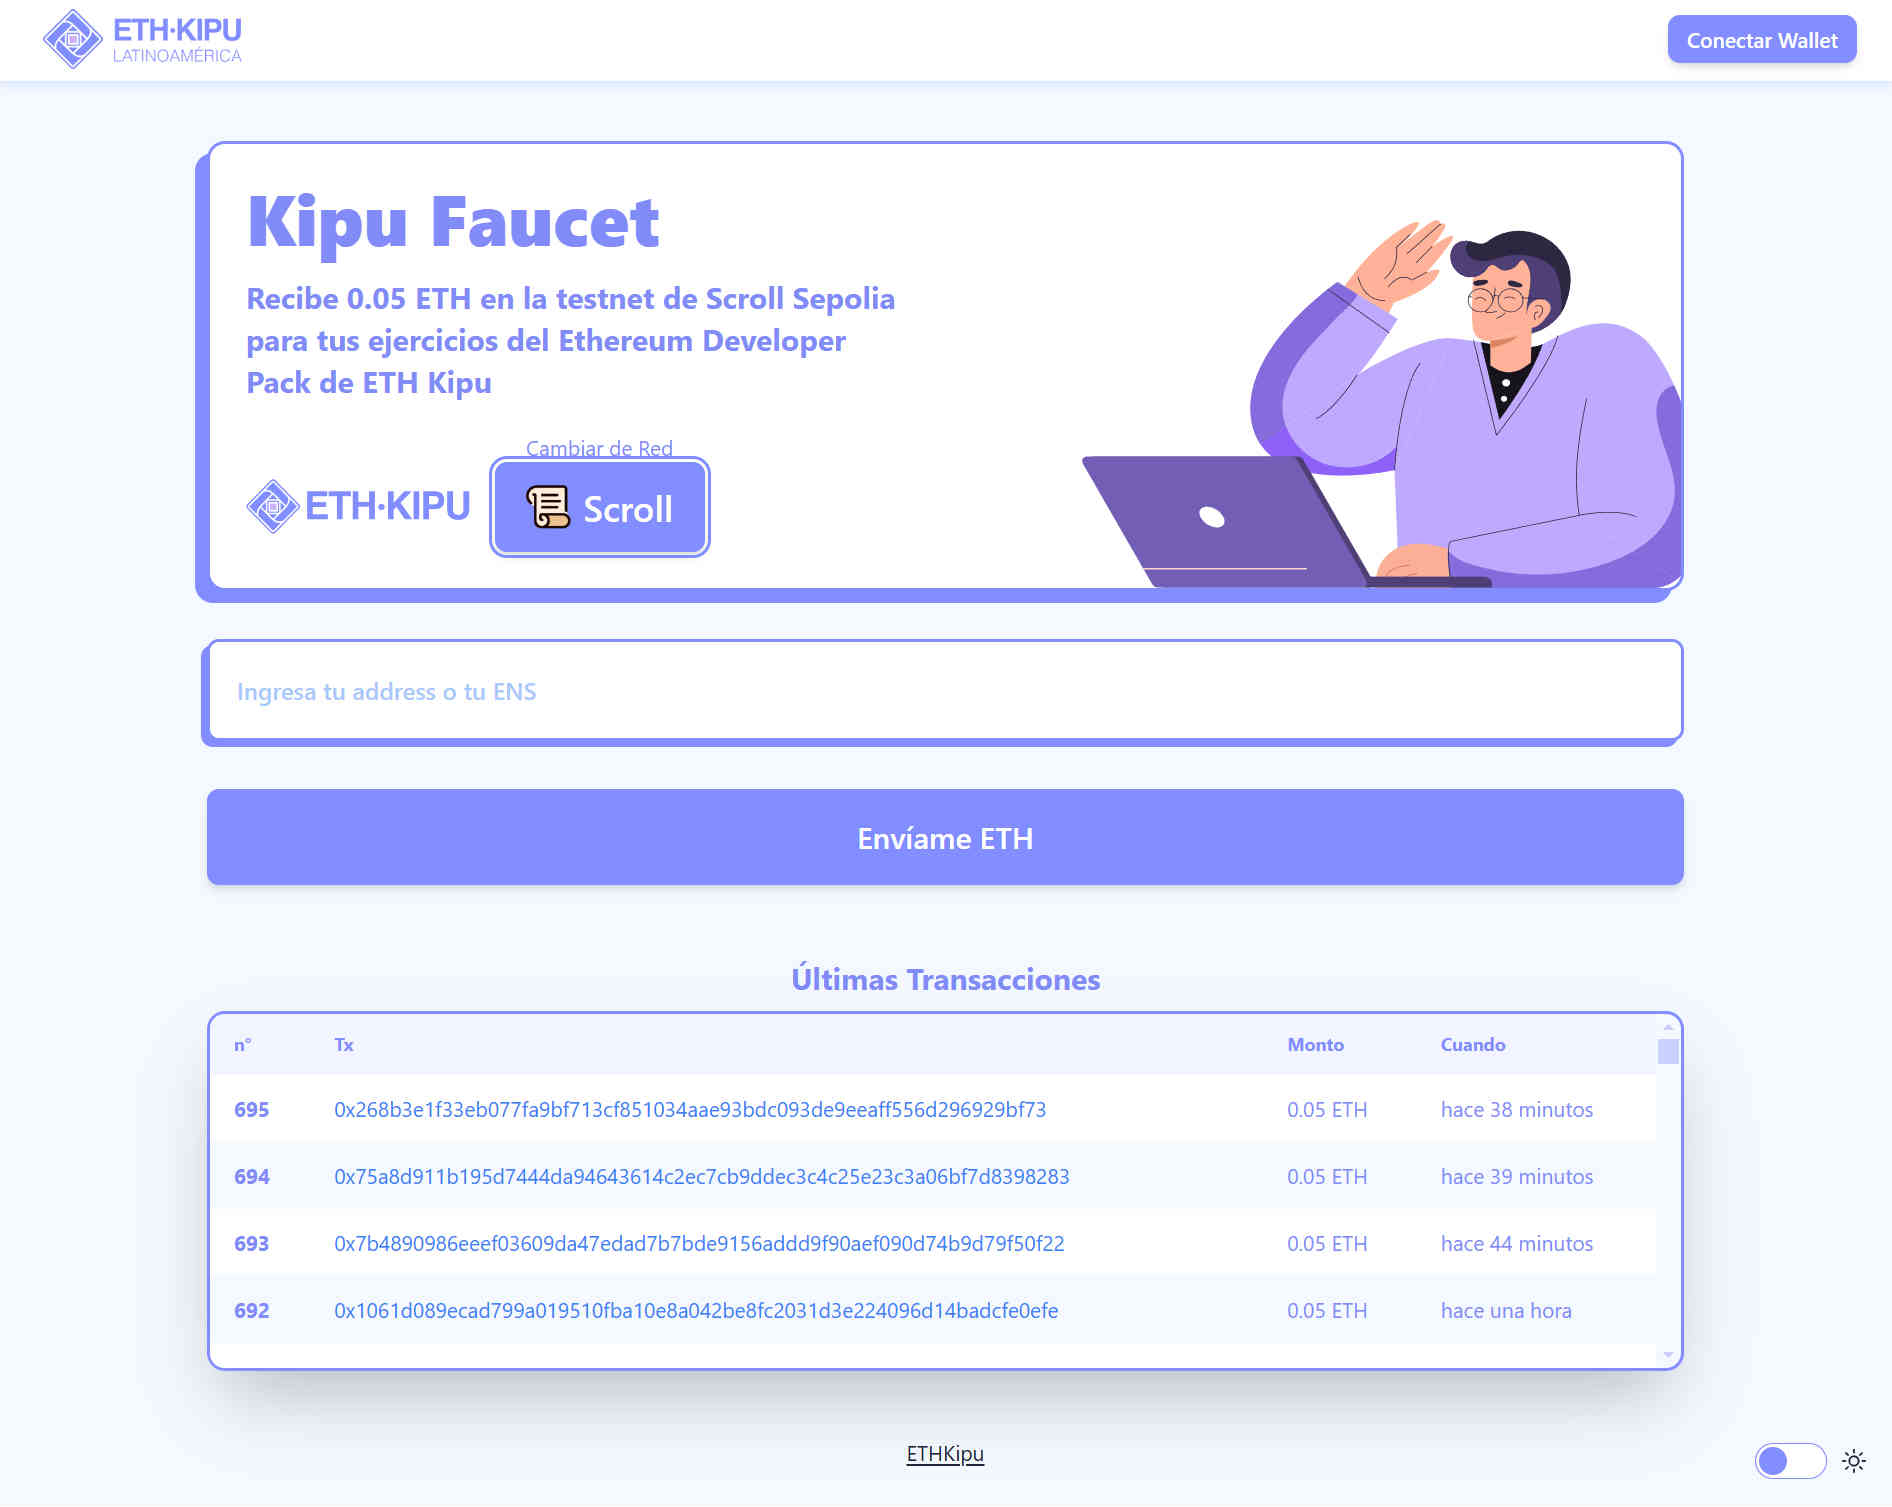 ETH·KIPU
LATINOAMÉRICA
Conectar Wallet
Kipu Faucet
Recibe 0.05 ETH en la testnet de Scroll Sepolia
para tus ejercicios del Ethereum Developer
Pack de ETH Kipu
Cambiar de Red
ETH·KIPU
Scroll
Ingresa tu address o tu ENS
Envíame ETH
Últimas Transacciones
n° Tx Monto Cuando
695 0x268b3e1f33eb077fa9bf713cf851034aae93bdc093de9eeaff556d296929bf73 0.05 ETH hace 38 minutos
694 0x75a8d911b195d7444da94643614c2ec7cb9ddec3c4c25e23c3a06bf7d8398283 0.05 ETH hace 39 minutos
693 0x7b4890986eeef03609da47edad7b7bde9156addd9f90aef090d74b9d79f50f22 0.05 ETH hace 44 minutos
692 0x1061d089ecad799a019510fba10e8a042be8fc2031d3e224096d14badcfe0efe 0.05 ETH hace una hora
ETHKipu